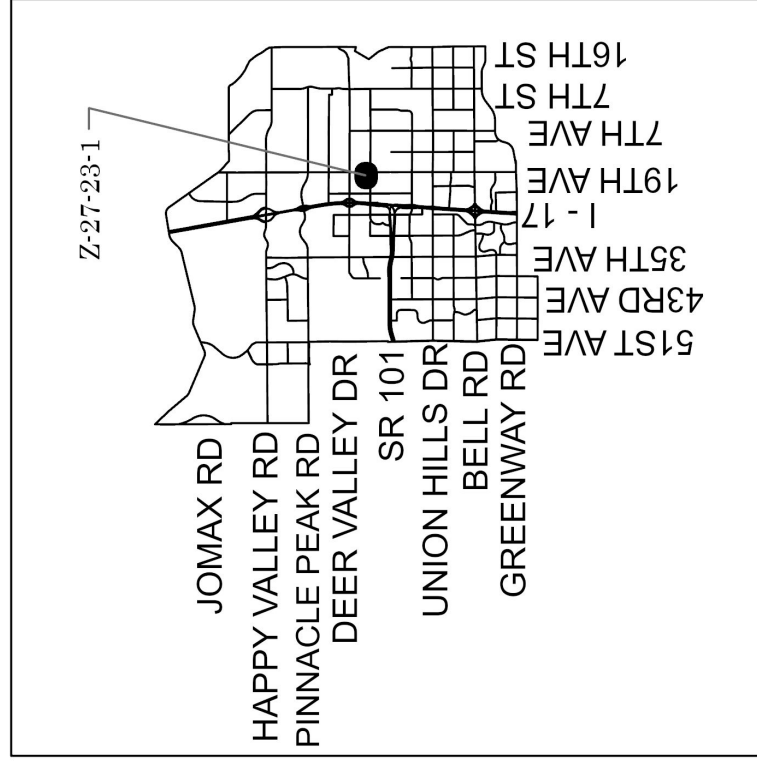 Z-27-23-1
16TH ST
7TH ST
7TH AVE
19TH AVE
I - 17
35TH AVE
43RD AVE
51ST AVE
JOMAX RD
HAPPY VALLEY RD
PINNACLE PEAK RD
DEER VALLEY DR
SR 101
UNION HILLS DR
BELL RD
GREENWAY RD